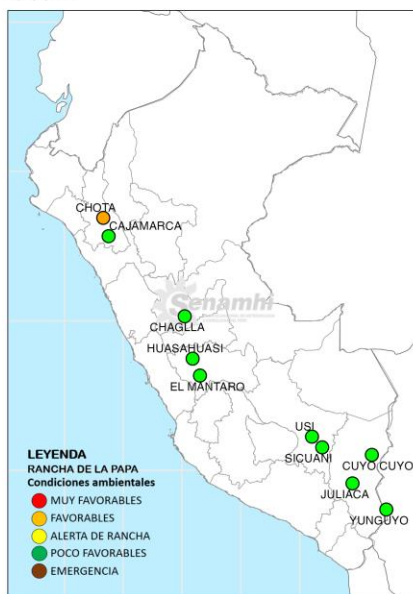 CHOTA
CAJAMARCA
Senamhi
CHAGLLA
HUASAHUASI
EL MANTARO
USI
SICUANI
CUYO CUYO
JULIACA
YUNGUYO
LEYENDA
RANCHA DE LA PAPA
Condiciones ambientales
MUY FAVORABLES
FAVORABLES
ALERTA DE RANCHA
POCO FAVORABLES
EMERGENCIA